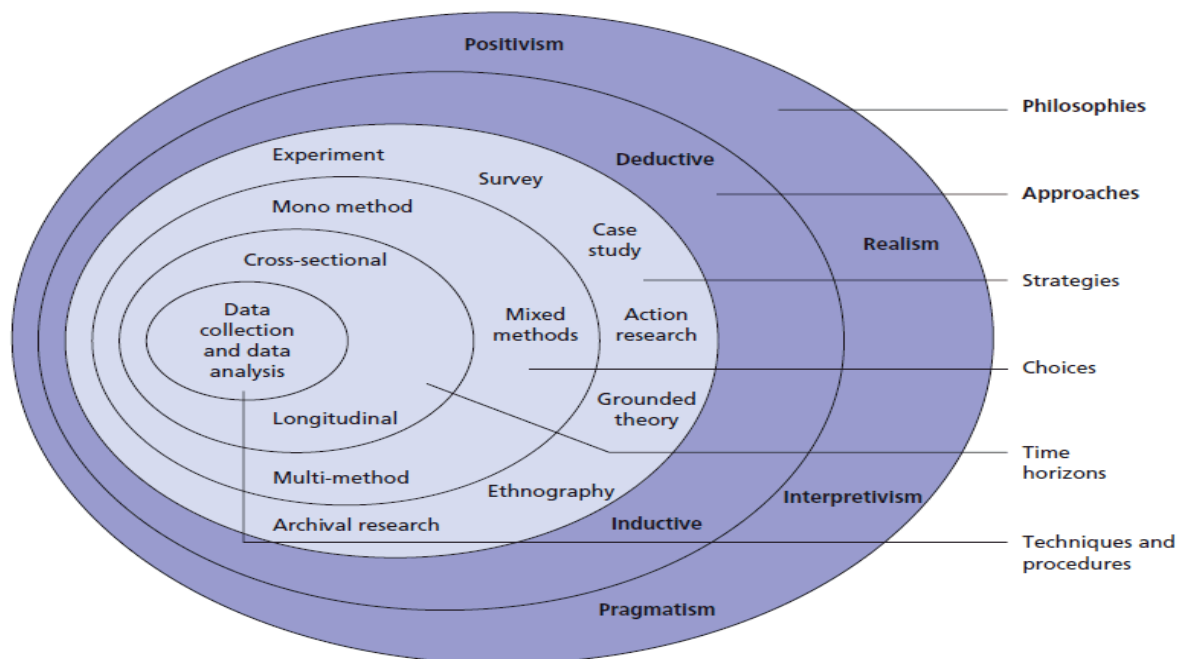 Positivism
Philosophies
Experiment
Deductive
Survey
Approaches
Mono method
Case
study
Realism
Cross-sectional
Strategies
Data
collection
and data
analysis
Mixed
methods
Action
research
Choices
Grounded
theory
Longitudinal
Time
horizons
Multi-method
Ethnography
Interpretivism
Archival research
Inductive
Techniques and
procedures
Pragmatism